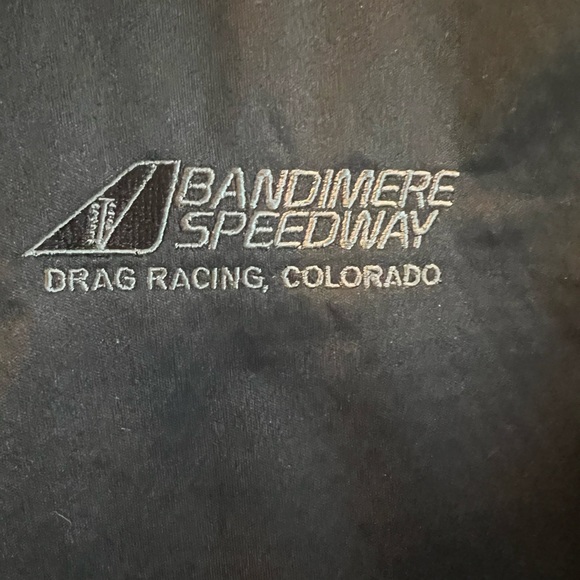 BANDIMERE
SPEEDWAY
DRAG RACING, COLORADO